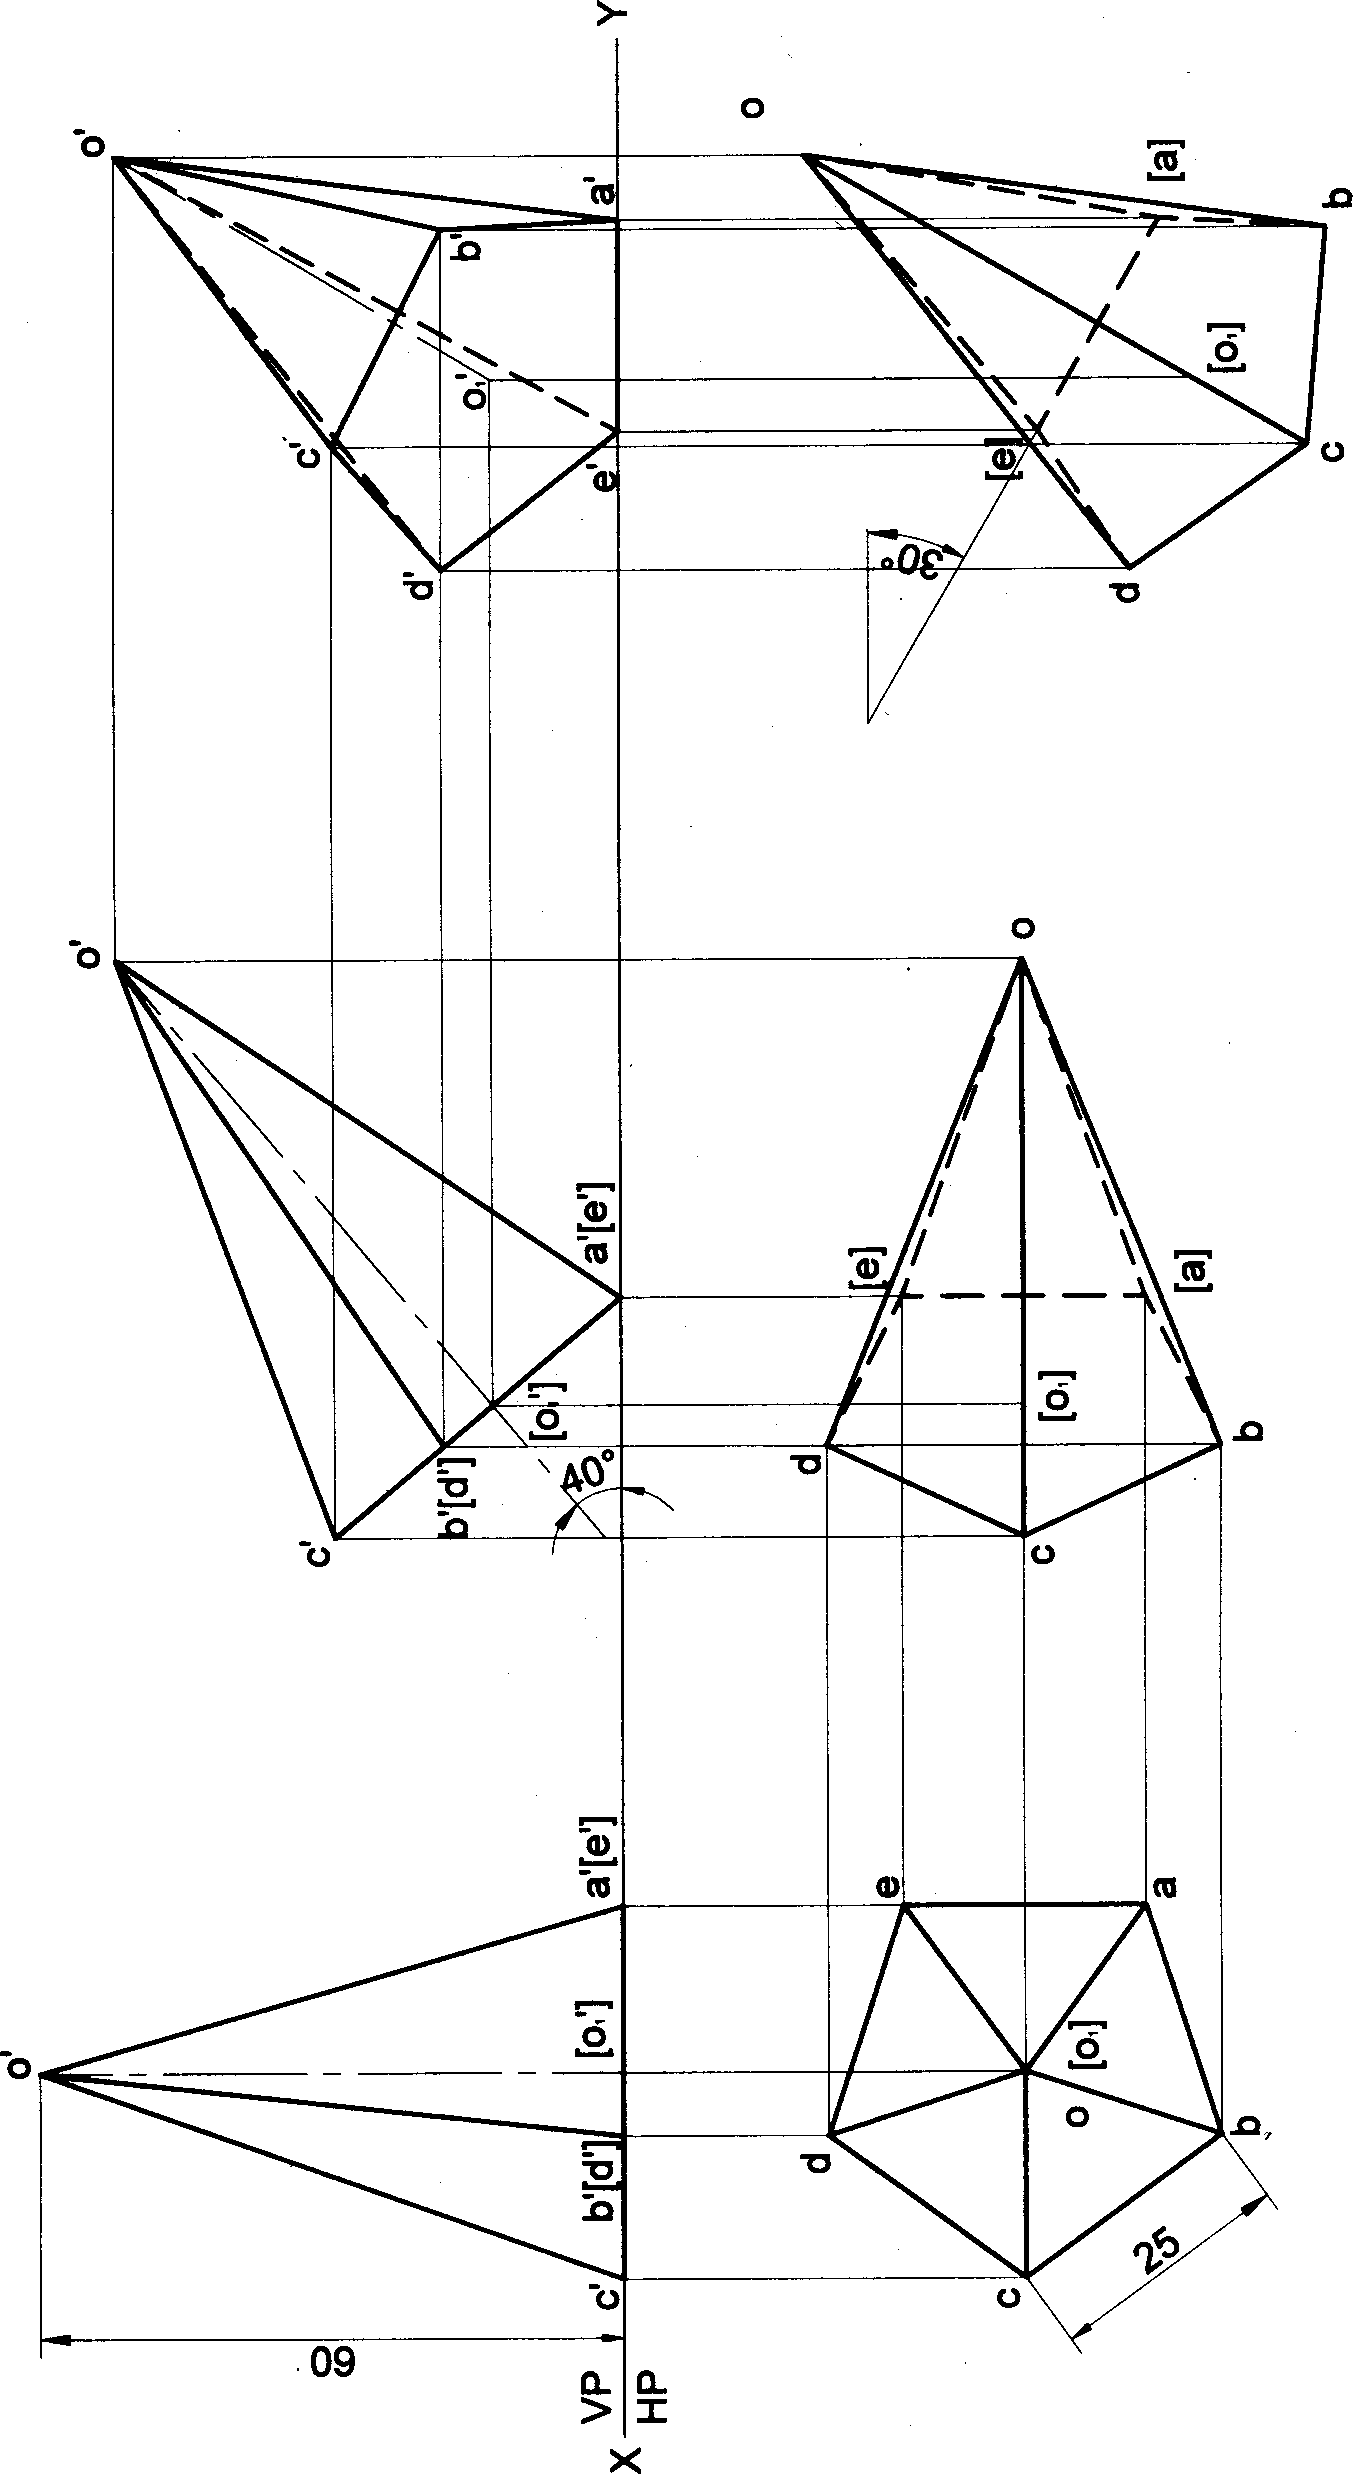 o'
60
c'
b'[d']
[o₁']
a'[e']
X
VP
HP
d
e
c
o
[o₁]
a
b
25
o'
c'
b'[d']
[o₁']
40°
a'[e']
d
[e]
c
[o₁]
o
[a]
b
o'
c'
b'
d'
o₁'
e'
a'
Y
o
30°
[e]
[a]
d
[o₁]
c
b